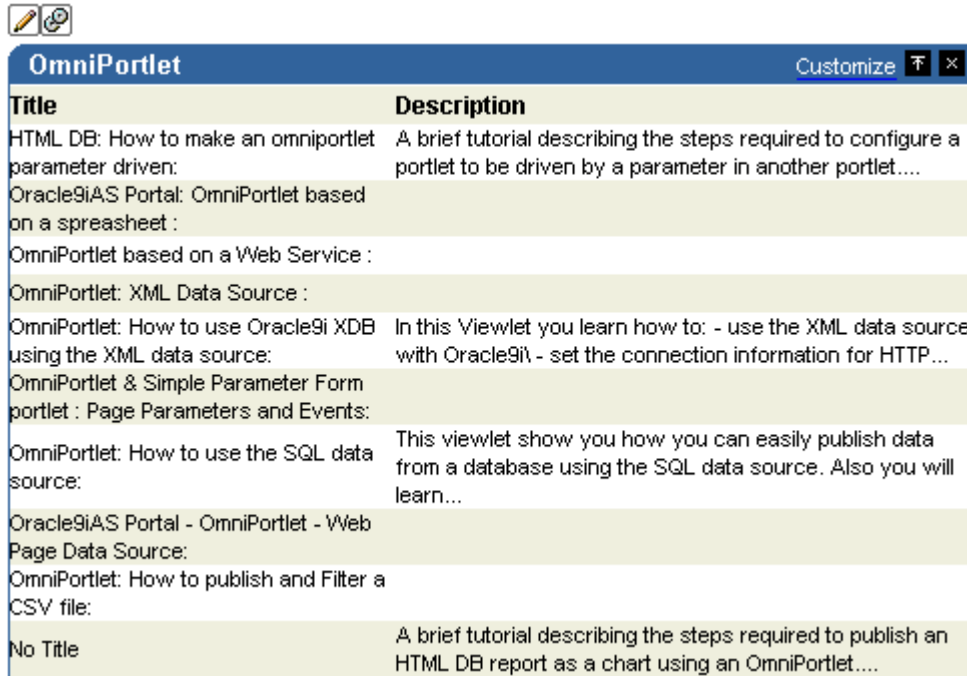 OmniPortlet Customize
Title Description
HTML DB: How to make an omniportlet A brief tutorial describing the steps required to configure a
parameter driven: portlet to be driven by a parameter in another portlet....
Oracle9iAS Portal: OmniPortlet based
on a spreasheet :
OmniPortlet based on a Web Service :
OmniPortlet: XML Data Source :
OmniPortlet: How to use Oracle9i XDB In this Viewlet you learn how to: - use the XML data source
using the XML data source: with Oracle9i\ - set the connection information for HTTP...
OmniPortlet & Simple Parameter Form
portlet : Page Parameters and Events:
This viewlet show you how you can easily publish data
OmniPortlet: How to use the SQL data from a database using the SQL data source. Also you will
source: learn...
Oracle9iAS Portal - OmniPortlet - Web
Page Data Source:
OmniPortlet: How to publish and Filter a
CSV file:
No Title A brief tutorial describing the steps required to publish an
HTML DB report as a chart using an OmniPortlet....